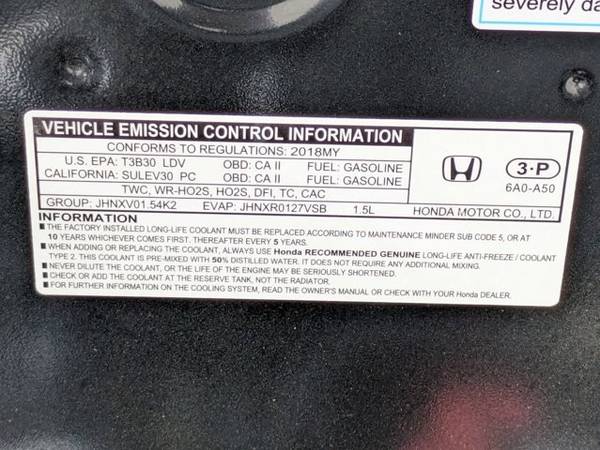 severely da
VEHICLE EMISSION CONTROL INFORMATION
CONFORMS TO REGULATIONS: 2018MY
U.S. EPA: T3B30 LDV OBD: CA II FUEL: GASOLINE
CALIFORNIA: SULEV30 PC OBD: CA II FUEL: GASOLINE
TWC, WR-HO2S, HO2S, DFI, TC, CAC
GROUP: JHNXV01.54K2 EVAP: JHNXR0127VSB 1.5L
3-P
6A0-A50
HONDA MOTOR CO., LTD.
INFORMATION
■ THE FACTORY INSTALLED LONG-LIFE COOLANT MUST BE REPLACED ACCORDING TO MAINTENANCE MINDER SUB CODE 5, OR AT
10 YEARS WHICHEVER COMES FIRST. THEREAFTER EVERY 5 YEARS.
■ WHEN ADDING OR REPLACING THE COOLANT, ALWAYS USE Honda RECOMMENDED GENUINE LONG-LIFE ANTI-FREEZE / COOLANT
TYPE 2. THIS COOLANT IS PRE-MIXED WITH 50% DISTILLED WATER. IT DOES NOT REQUIRE ANY ADDITIONAL MIXING.
■ NEVER DILUTE THE COOLANT, OR THE LIFE OF THE ENGINE MAY BE SERIOUSLY SHORTENED.
■ CHECK OR ADD THE COOLANT AT THE RESERVE TANK, NOT THE RADIATOR.
■ FOR FURTHER INFORMATION ON THE COOLING SYSTEM, READ THE OWNER'S MANUAL OR CHECK WITH YOUR Honda DEALER.